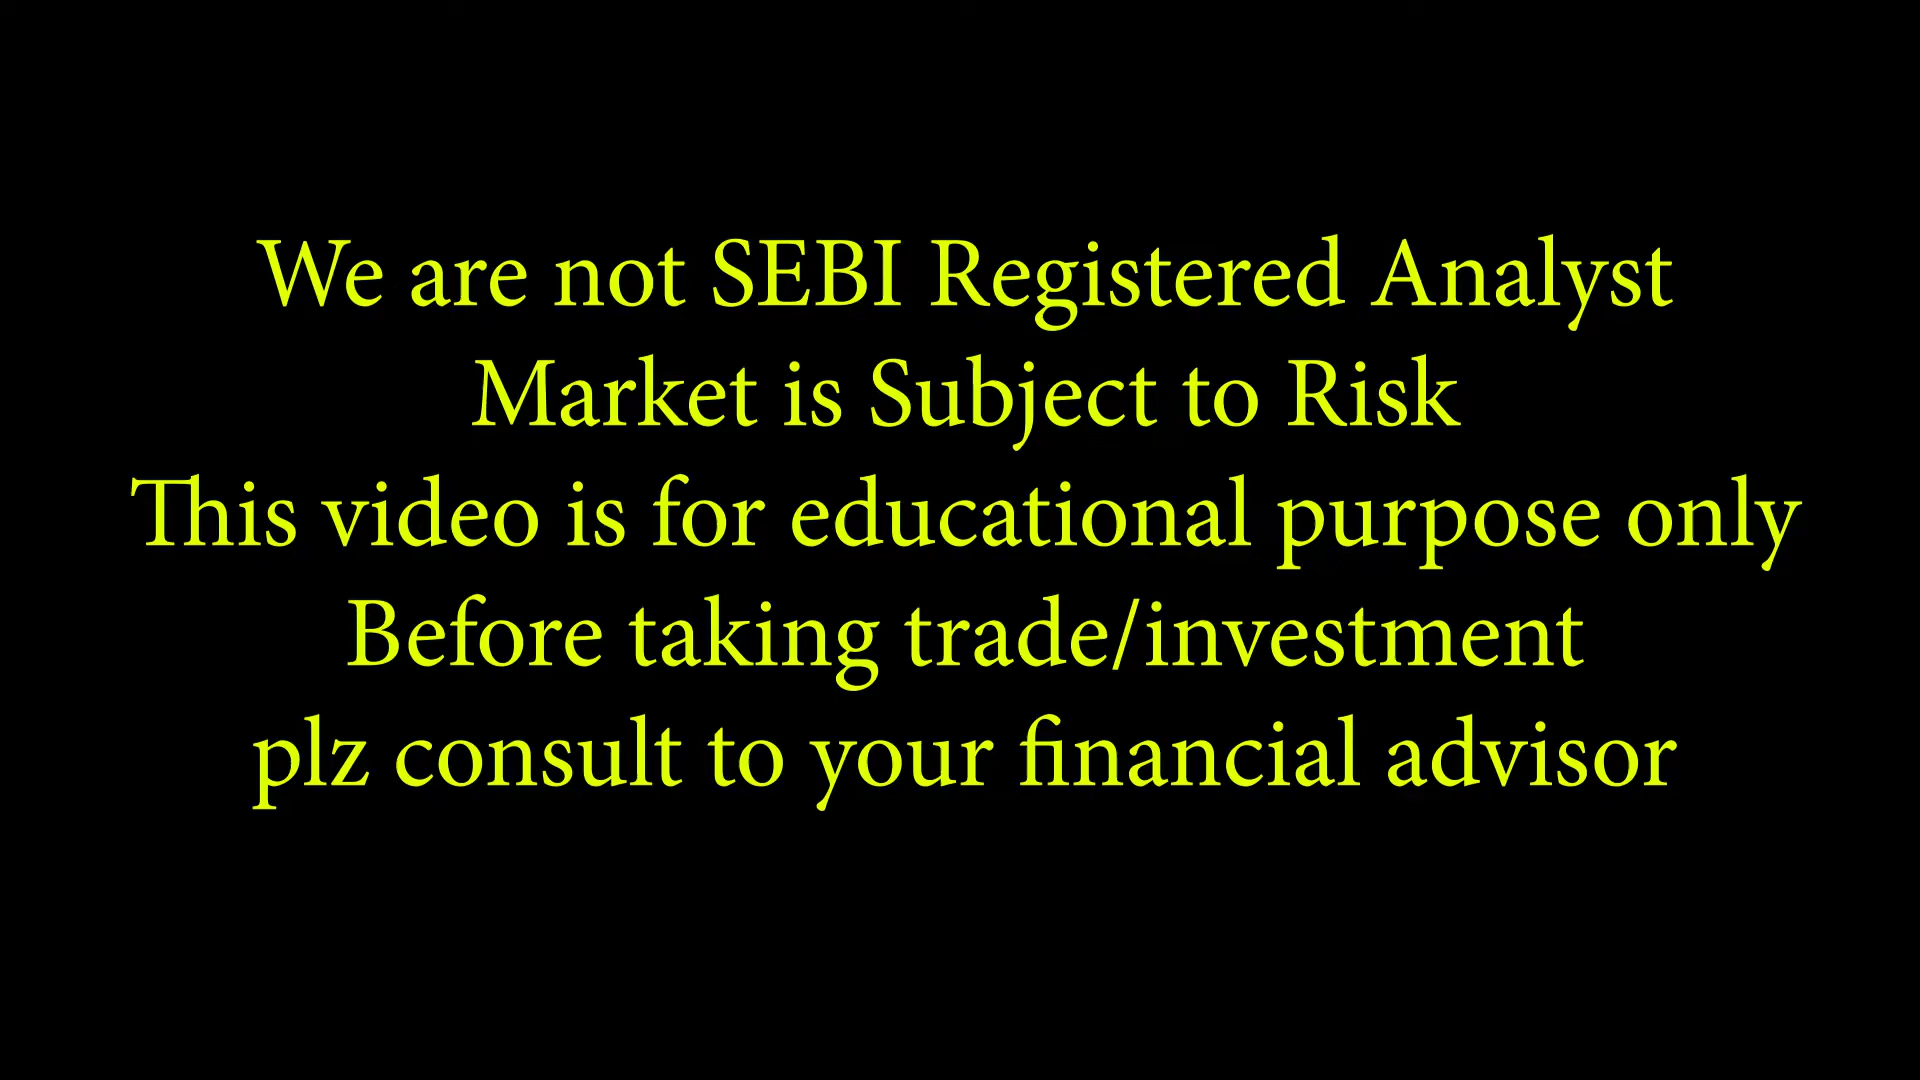 We are not SEBI Registered Analyst
Market is Subject to Risk
This video is for educational purpose only
Before taking trade/investment
plz consult to your financial advisor